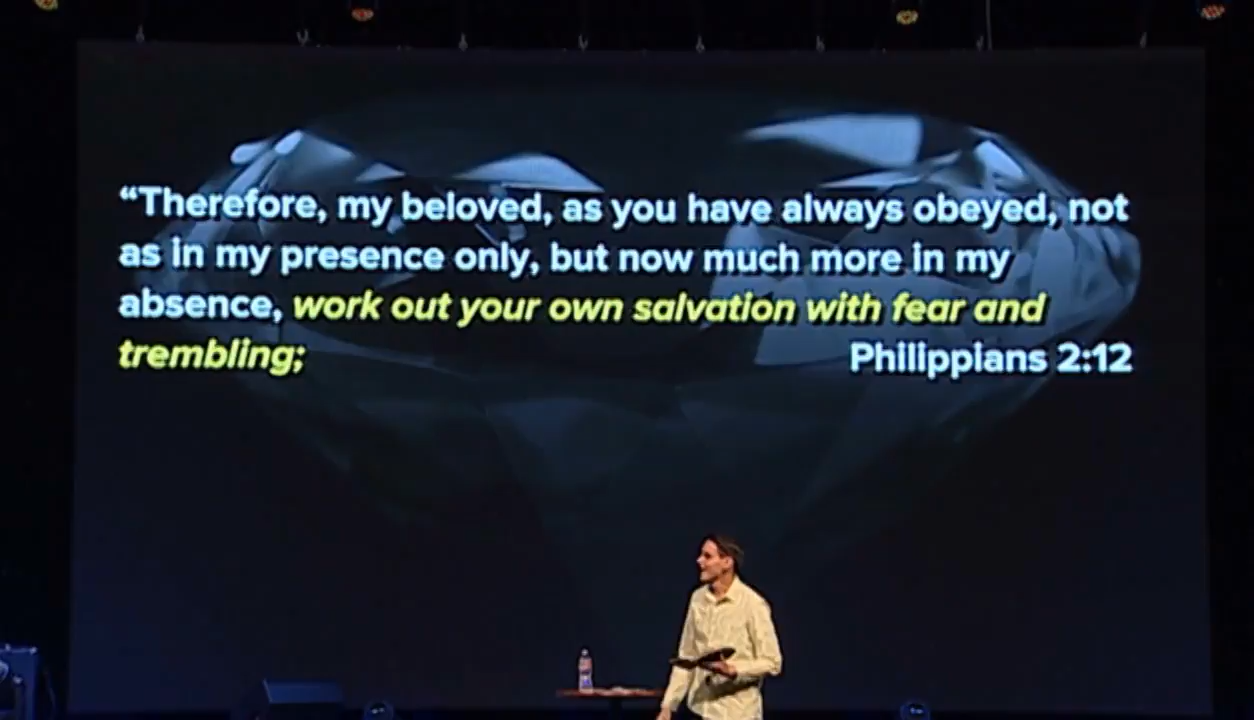 “Therefore, my beloved, as you have always obeyed, not
as in my presence only, but now much more in my
absence, work out your own salvation with fear and
trembling;
Philippians 2:12